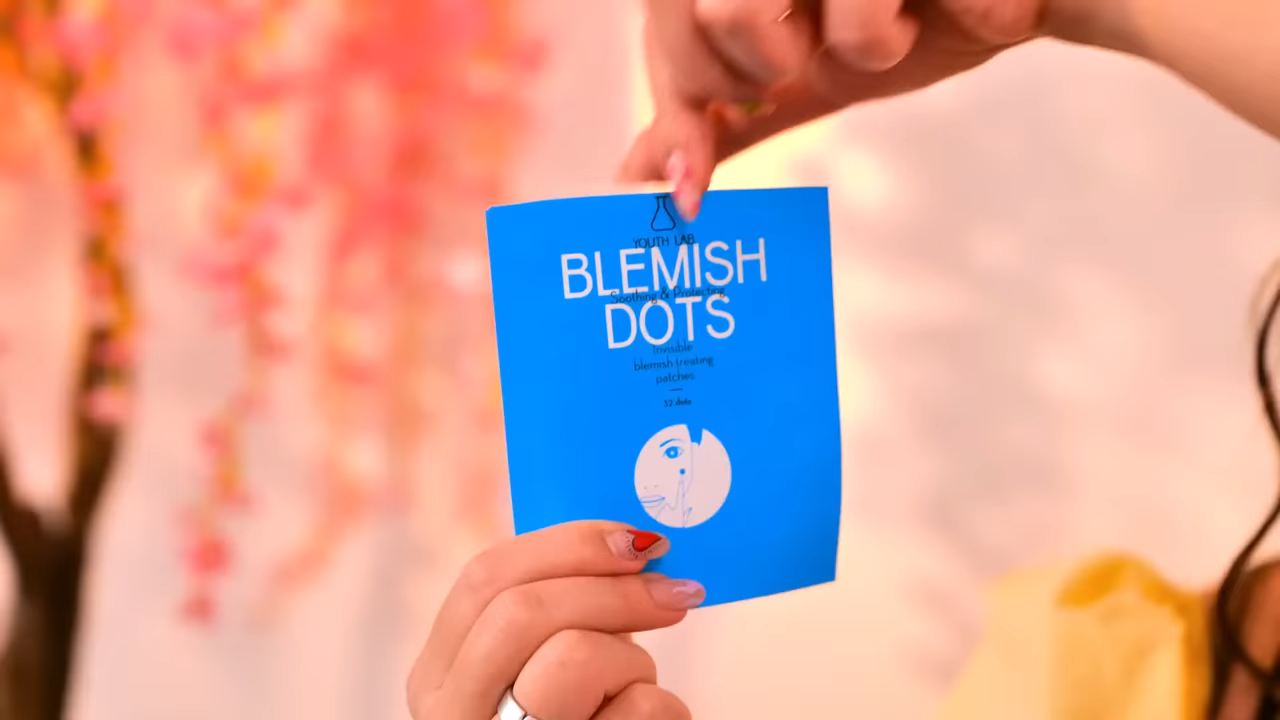 YOUTH LAB
BLEMISH
Soothing & Protecting
DOTS
Invisible
blemish treating
patches
32 dots